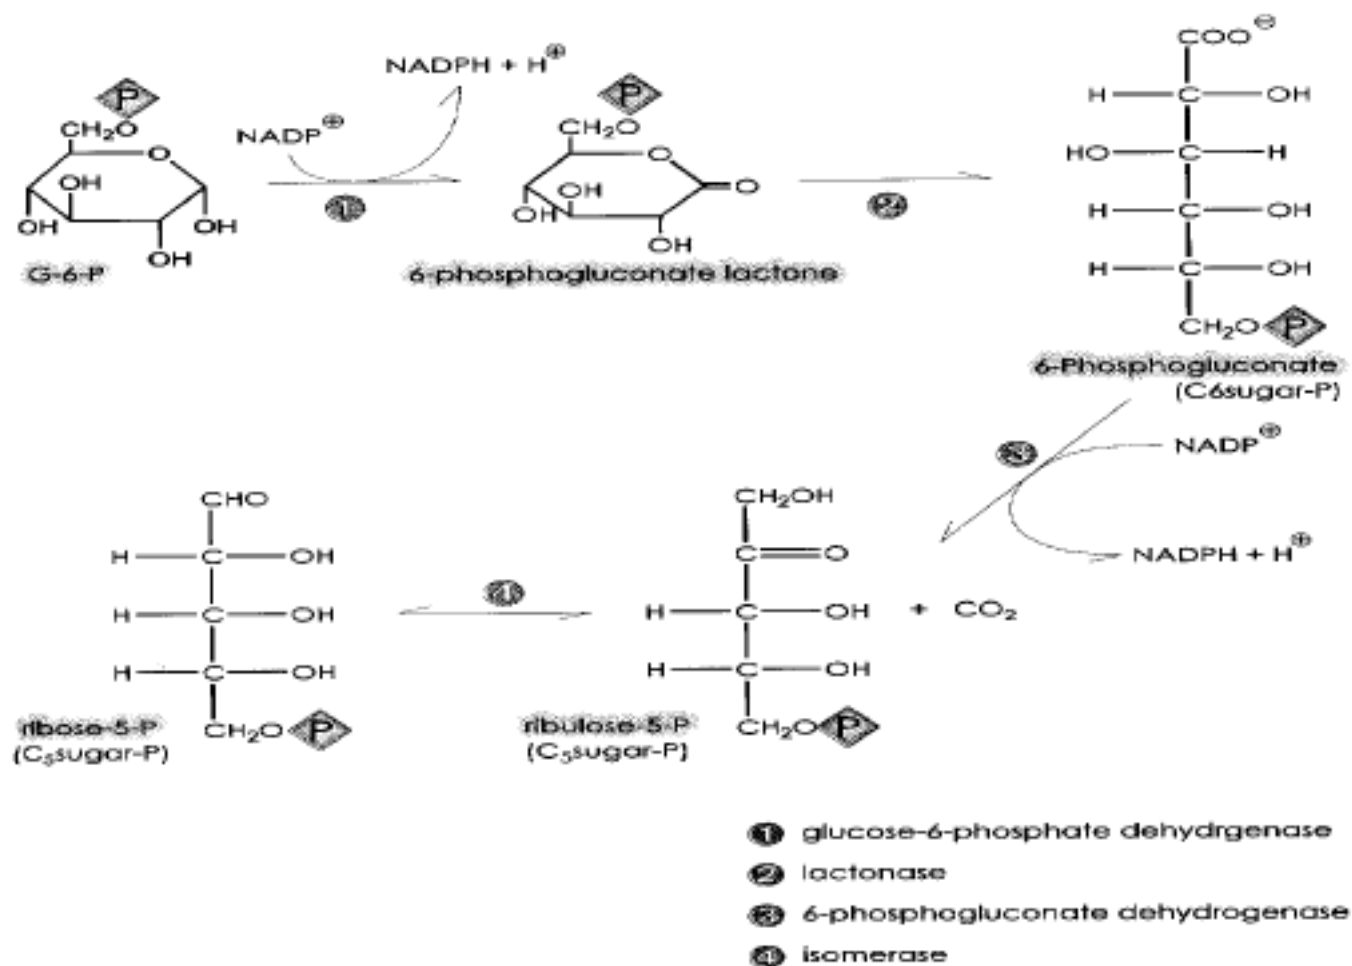 COO⊖
NADPH + H⊕
P
P
H C OH
CH₂O
NADP⊕
CH₂O
O
O
HO C H
OH
OH
O
1
2
H C OH
OH
OH
OH
OH
OH
OH
H C OH
G-6-P
6-phosphogluconate lactone
CH₂O P
6-Phosphogluconate
(C6sugar-P)
3
NADP⊕
NADPH + H⊕
CHO
CH₂OH
H C OH
C O
4
H C OH
H C OH
+ CO₂
H C OH
H C OH
ribose-5-P
CH₂O P
(C₅sugar-P)
ribulose-5-P
CH₂O P
(C₅sugar-P)
1 glucose-6-phosphate dehydrgenase
2 lactonase
3 6-phosphogluconate dehydrogenase
4 isomerase